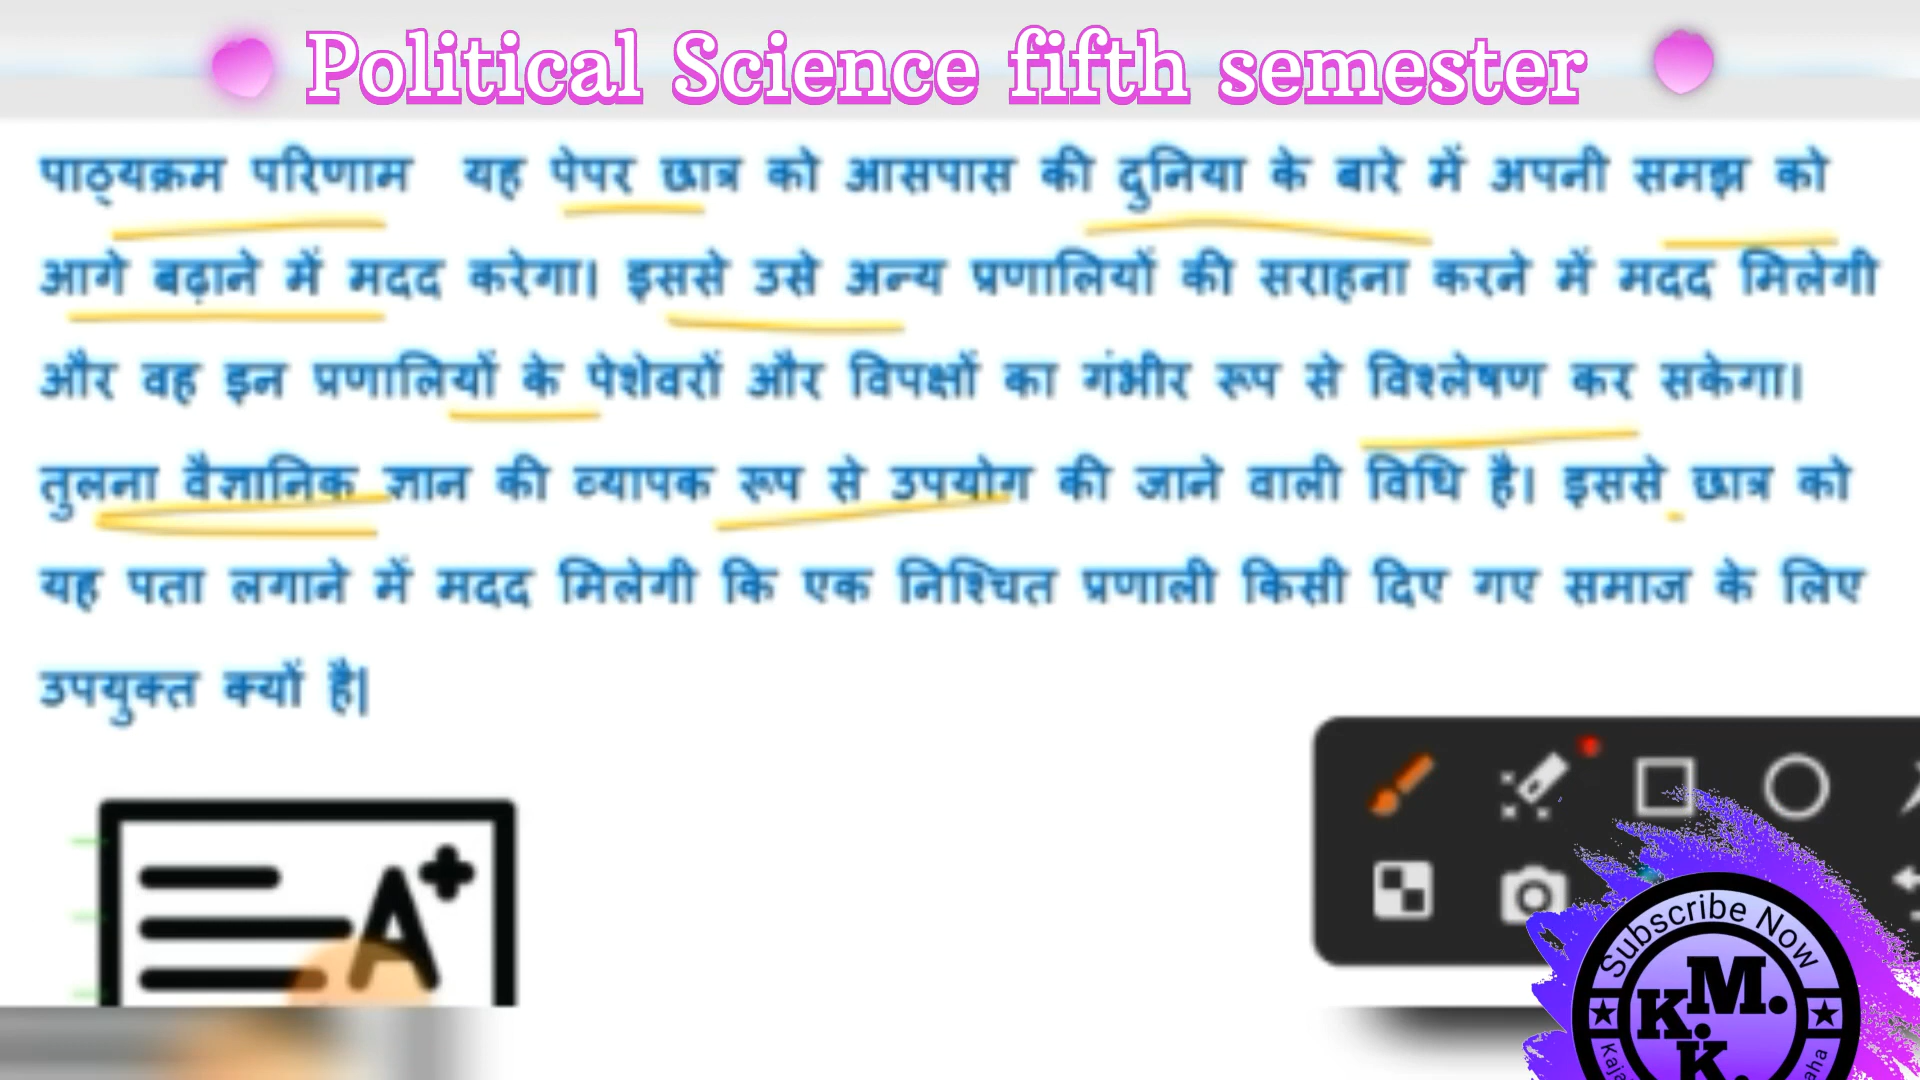 Political Science fifth semester
पाठ्यक्रम परिणाम यह पेपर छात्र को आसपास की दुनिया के बारे में अपनी समझ को
आगे बढ़ाने में मदद करेगा। इससे उसे अन्य प्रणालियों की सराहना करने में मदद मिलेगी
और वह इन प्रणालियों के पेशेवरों और विपक्षों का गंभीर रूप से विश्लेषण कर सकेगा।
तुलना वैज्ञानिक ज्ञान की व्यापक रूप से उपयोग की जाने वाली विधि है। इससे छात्र को
यह पता लगाने में मदद मिलेगी कि एक निश्चित प्रणाली किसी दिए गए समाज के लिए
उपयुक्त क्यों है|
A+
Subscribe Now
K.M.K.